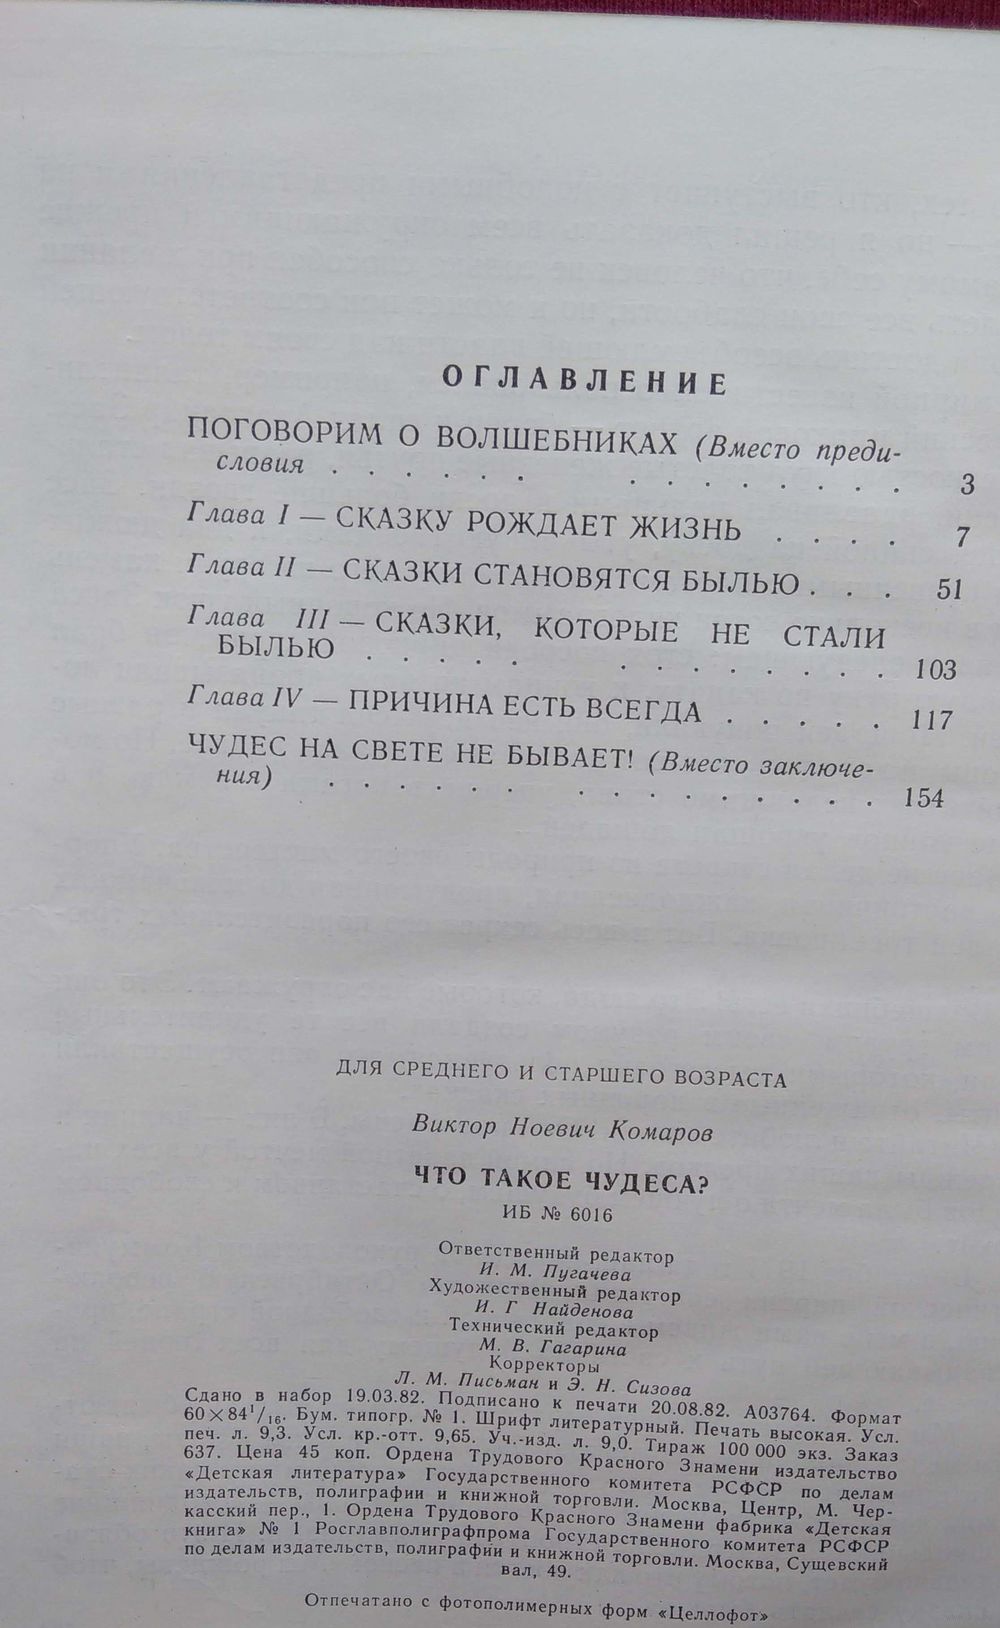 ОГЛАВЛЕНИЕ
ПОГОВОРИМ О ВОЛШЕБНИКАХ (Вместо преди-
словия . . . . . . . . . . . . . . 3
Глава I — СКАЗКУ РОЖДАЕТ ЖИЗНЬ . . . . 7
Глава II — СКАЗКИ СТАНОВЯТСЯ БЫЛЬЮ . . . 51
Глава III — СКАЗКИ, КОТОРЫЕ НЕ СТАЛИ
БЫЛЬЮ . . . . . . . . . . . . . 103
Глава IV — ПРИЧИНА ЕСТЬ ВСЕГДА . . . . . 117
ЧУДЕС НА СВЕТЕ НЕ БЫВАЕТ! (Вместо заключе-
ния) . . . . . . . . . . . . . . 154
ДЛЯ СРЕДНЕГО И СТАРШЕГО ВОЗРАСТА
Виктор Ноевич Комаров
ЧТО ТАКОЕ ЧУДЕСА?
ИБ № 6016
Ответственный редактор
И. М. Пугачева
Художественный редактор
И. Г Найденова
Технический редактор
М. В. Гагарина
Корректоры
Л. М. Письман и Э. Н. Сизова
Сдано в набор 19.03.82. Подписано к печати 20.08.82. А03764. Формат
60×84¹/₁₆. Бум. типогр. № 1. Шрифт литературный. Печать высокая. Усл.
печ. л. 9,3. Усл. кр.-отт. 9,65. Уч.-изд. л. 9,0. Тираж 100 000 экз. Заказ
637. Цена 45 коп. Ордена Трудового Красного Знамени издательство
«Детская литература» Государственного комитета РСФСР по делам
издательств, полиграфии и книжной торговли. Москва, Центр, М. Чер-
касский пер., 1. Ордена Трудового Красного Знамени фабрика «Детская
книга» № 1 Росглавполиграфпрома Государственного комитета РСФСР
по делам издательств, полиграфии и книжной торговли. Москва, Сущевский
вал, 49.
Отпечатано с фотополимерных форм «Целлофот»